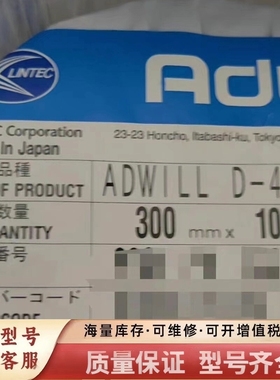 LINTEC
Ad
C Corporation
23-23 Honcho, Itabashi-ku, Tokyo
In Japan
品種
OF PRODUCT
ADWILL D-4
数量
QUANTITY
300 mm × 10
番号
バーコード
CODE
型号
客服
海量库存·可维修·可开增值税
质量保证 型号齐